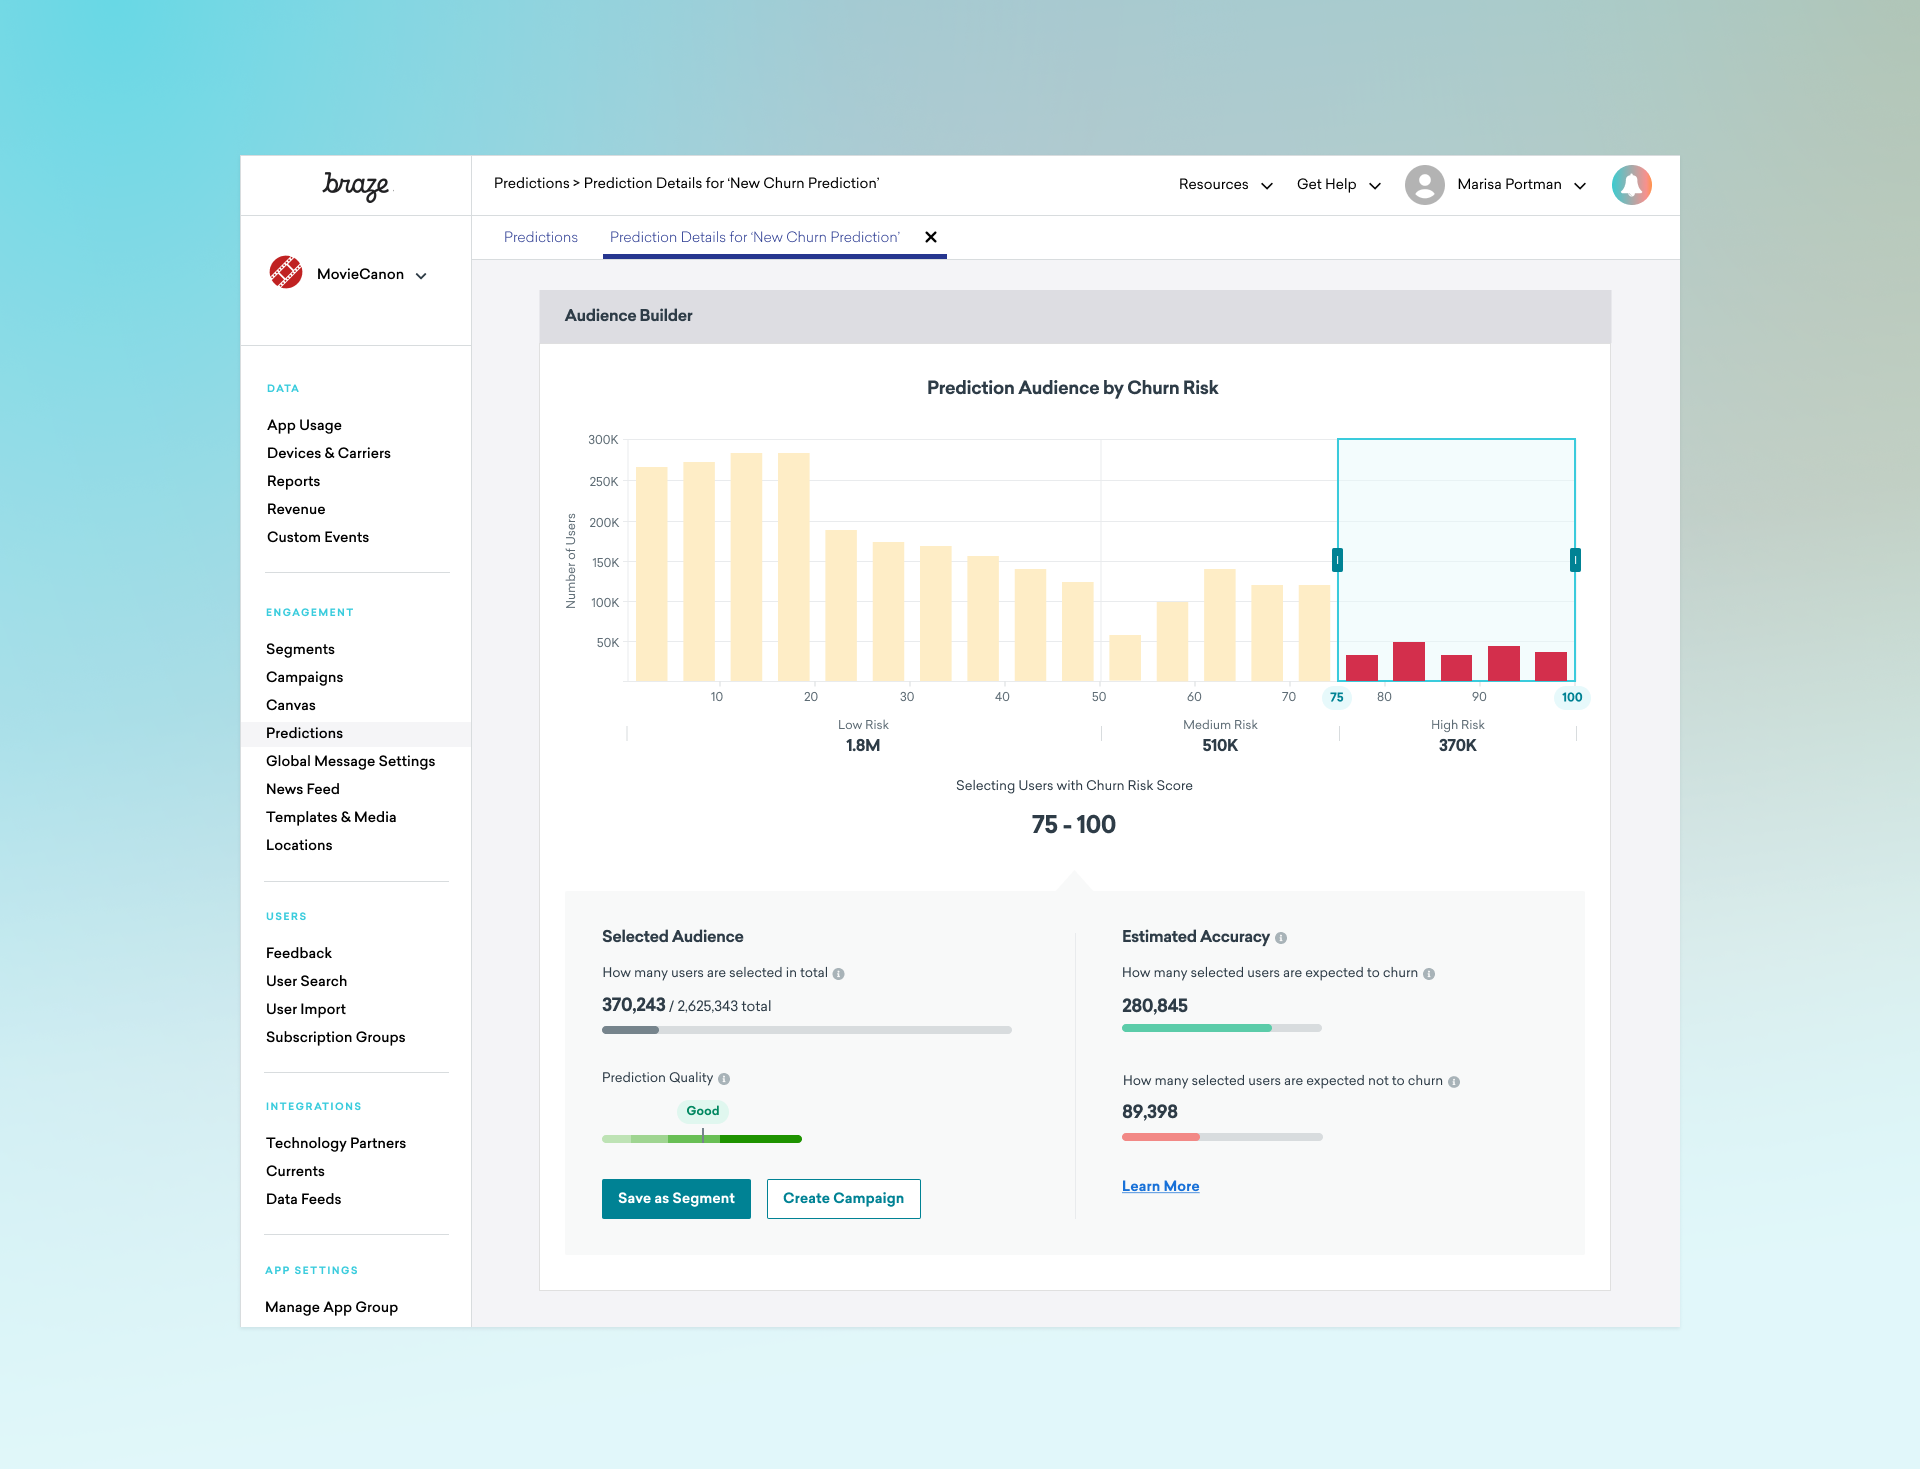 braze
Predictions > Prediction Details for ‘New Churn Prediction’
Resources
Get Help
Marisa Portman
Predictions
Prediction Details for ‘New Churn Prediction’
MovieCanon
DATA
App Usage
Devices & Carriers
Reports
Revenue
Custom Events
ENGAGEMENT
Segments
Campaigns
Canvas
Predictions
Global Message Settings
News Feed
Templates & Media
Locations
USERS
Feedback
User Search
User Import
Subscription Groups
INTEGRATIONS
Technology Partners
Currents
Data Feeds
APP SETTINGS
Manage App Group
Audience Builder
Prediction Audience by Churn Risk
Number of Users
300K
250K
200K
150K
100K
50K
10 20 30 40 50 60 70 75 80 90 100
Low Risk Medium Risk High Risk
1.8M 510K 370K
Selecting Users with Churn Risk Score
75 - 100
Selected Audience
How many users are selected in total
370,243 / 2,625,343 total
Prediction Quality
Good
Save as Segment
Create Campaign
Estimated Accuracy
How many selected users are expected to churn
280,845
How many selected users are expected not to churn
89,398
Learn More